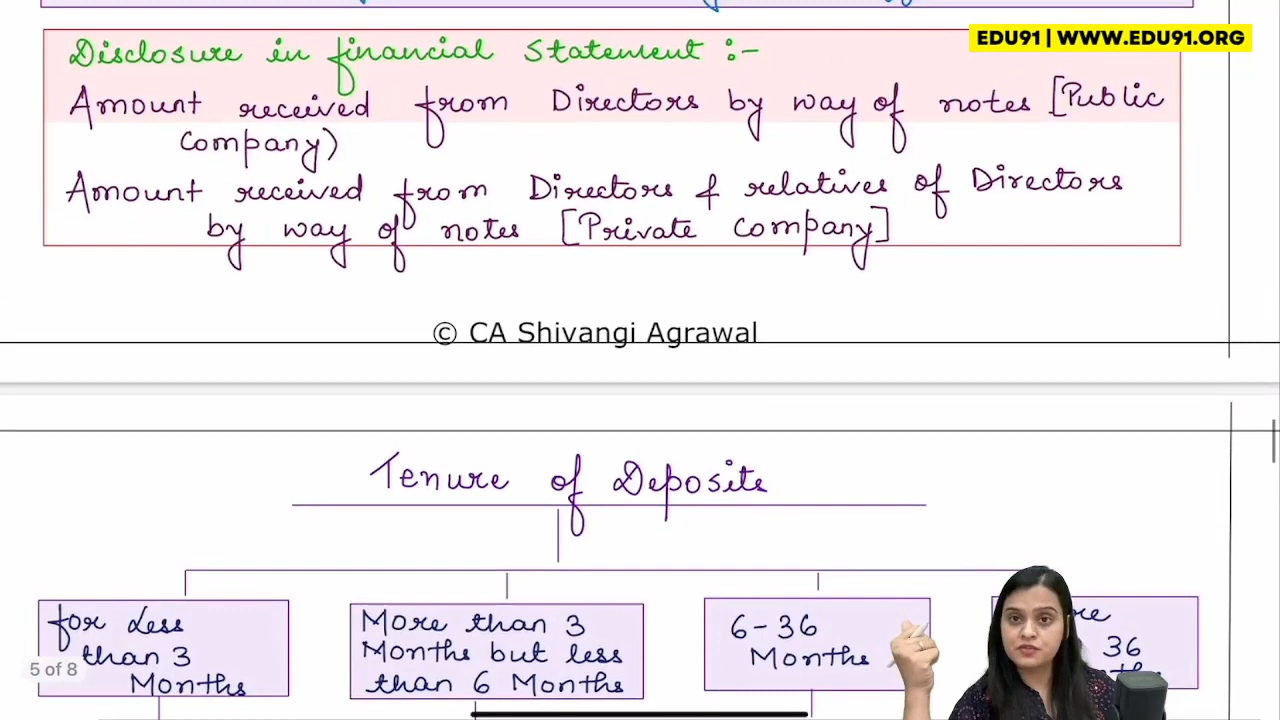 EDU91 | WWW.EDU91.ORG
Disclosure in financial Statement :-
Amount received from Directors by way of notes [Public
Company)
Amount received from Directors & relatives of Directors
by way of notes [Private Company]
© CA Shivangi Agrawal
Tenure of Deposits
for Less
than 3
Months
More than 3
Months but less
than 6 Months
6-36
Months
36
5 of 8